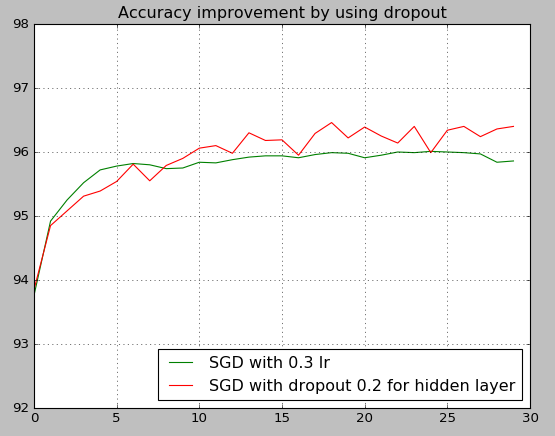 Accuracy improvement by using dropout
98
97
96
95
94
93
92
0 5 10 15 20 25 30
SGD with 0.3 lr
SGD with dropout 0.2 for hidden layer